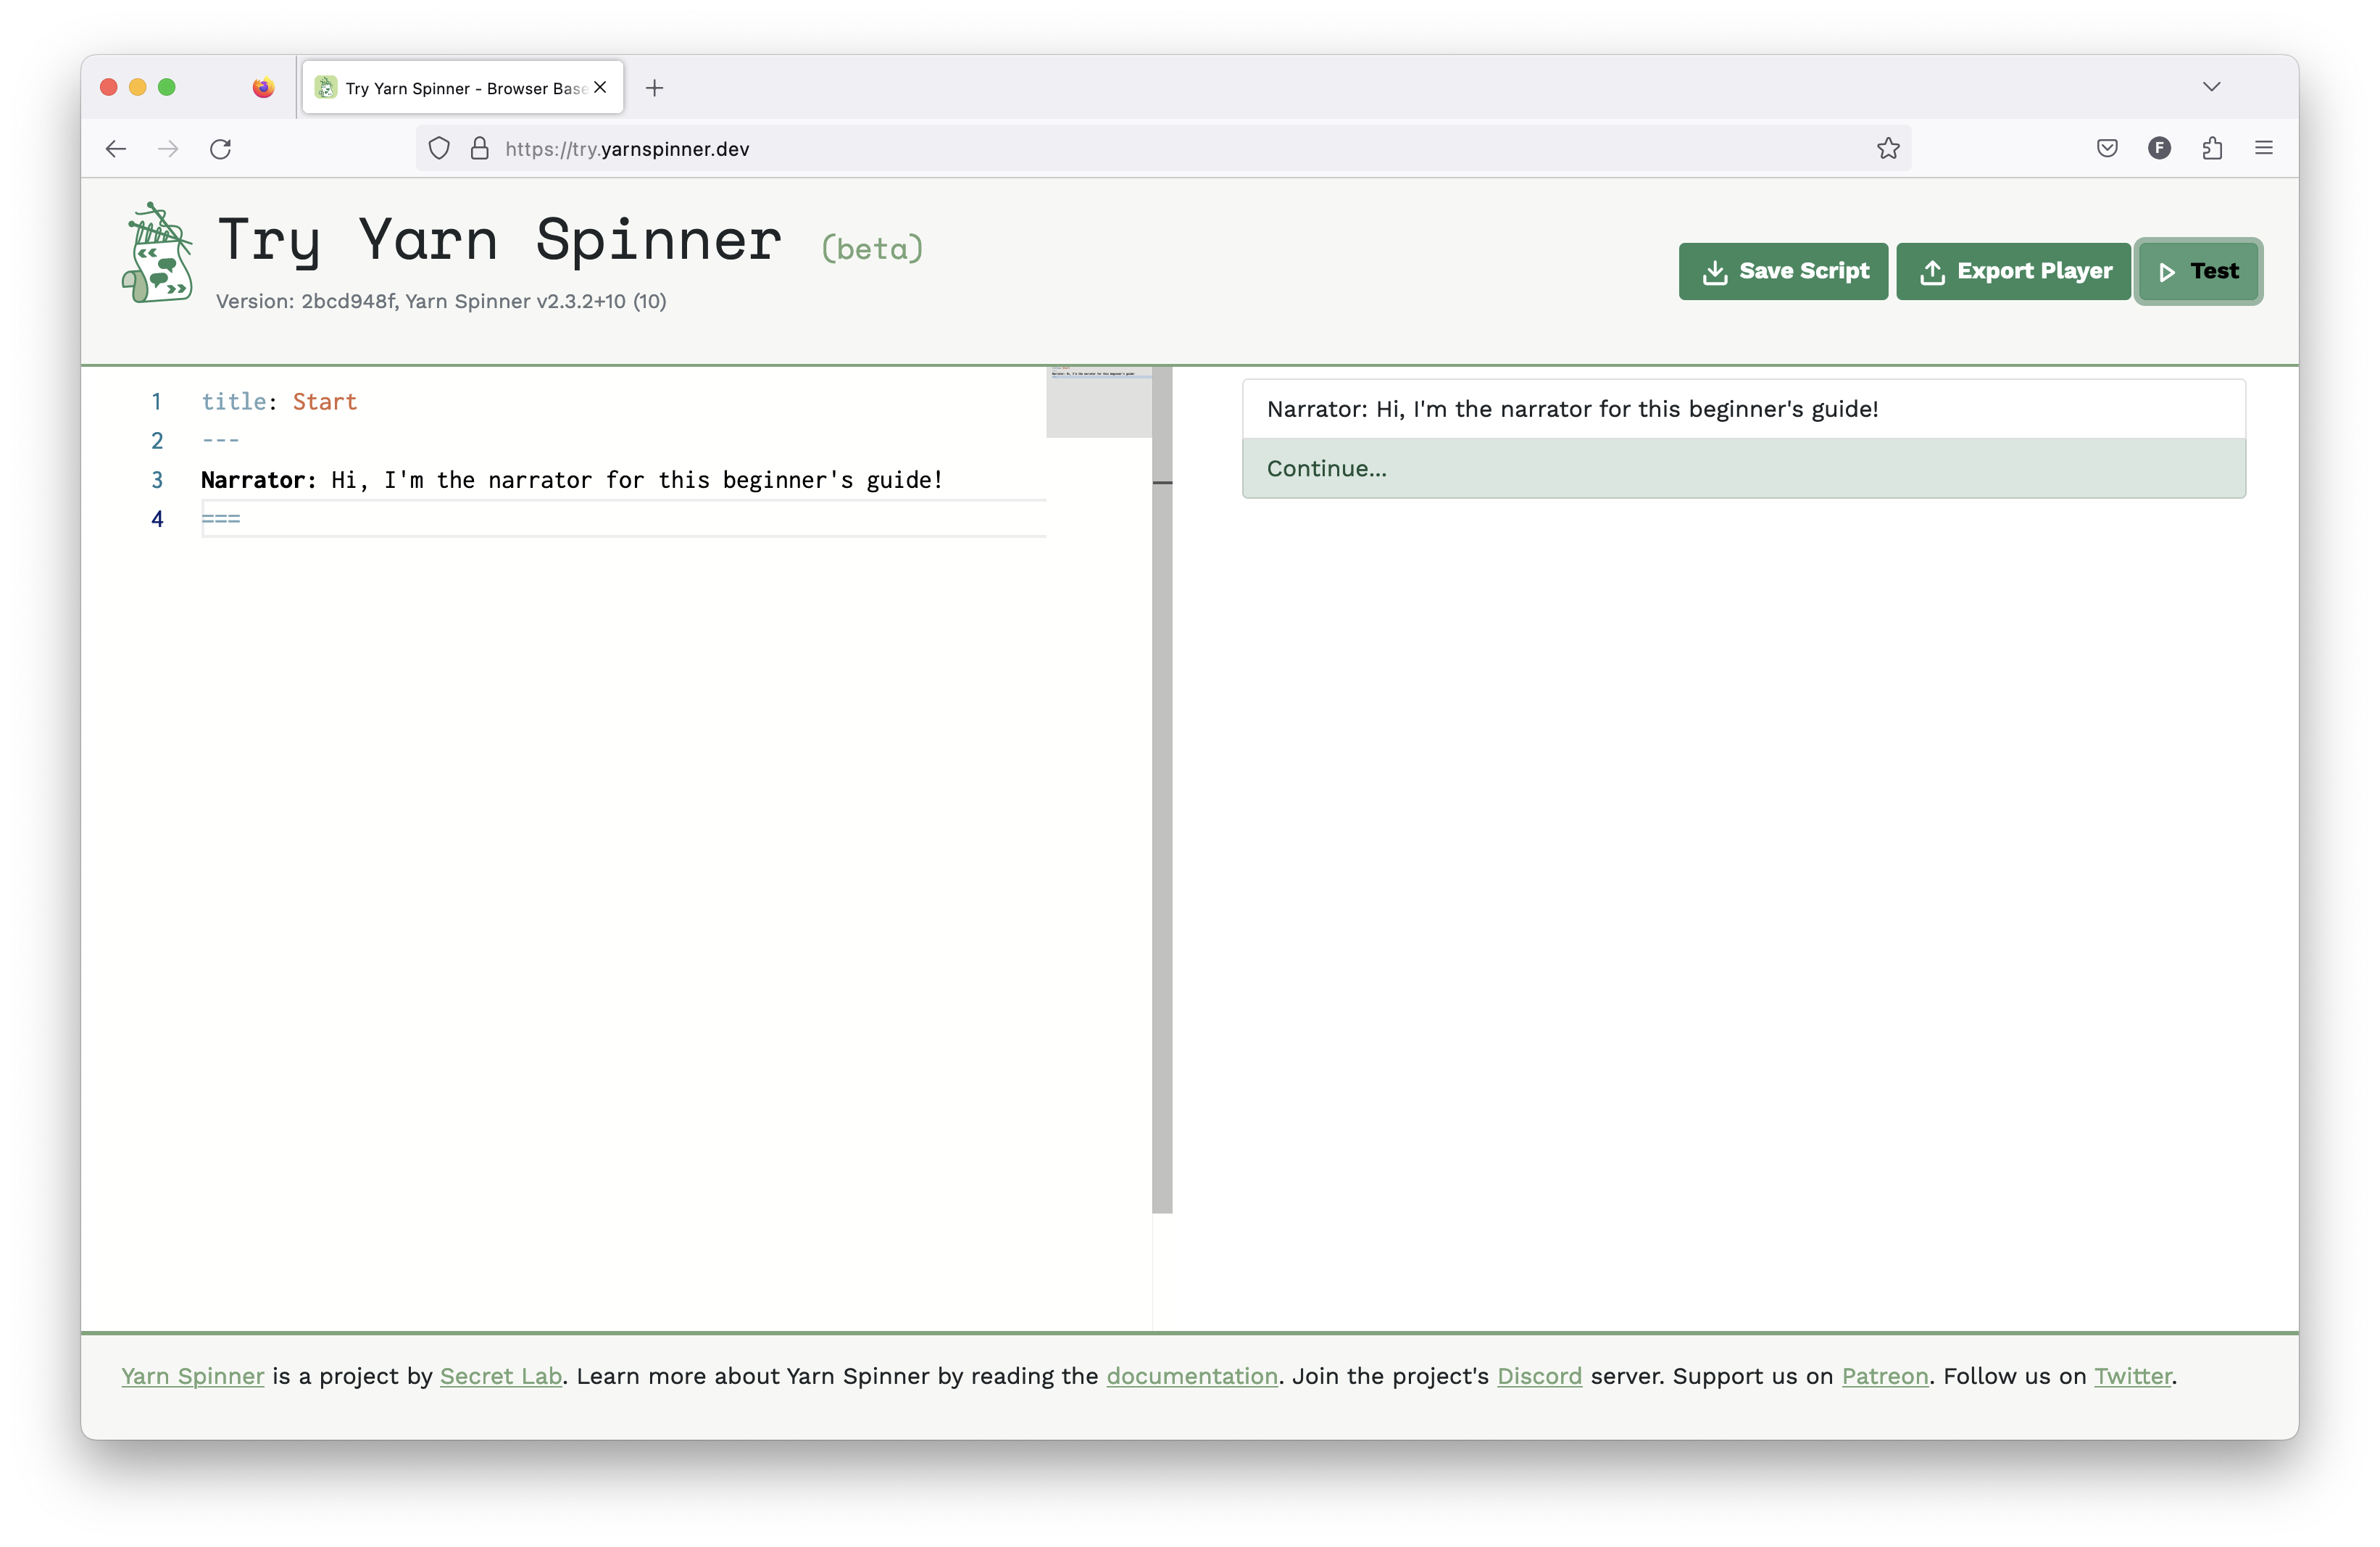 Try Yarn Spinner - Browser Base
https://try.yarnspinner.dev
F
Try Yarn Spinner (beta)
Version: 2bcd948f, Yarn Spinner v2.3.2+10 (10)
Save Script
Export Player
Test
1 title: Start
2 ---
3 Narrator: Hi, I'm the narrator for this beginner's guide!
4 ===
Narrator: Hi, I'm the narrator for this beginner's guide!
Continue...
Yarn Spinner is a project by Secret Lab. Learn more about Yarn Spinner by reading the documentation. Join the project's Discord server. Support us on Patreon. Follow us on Twitter.